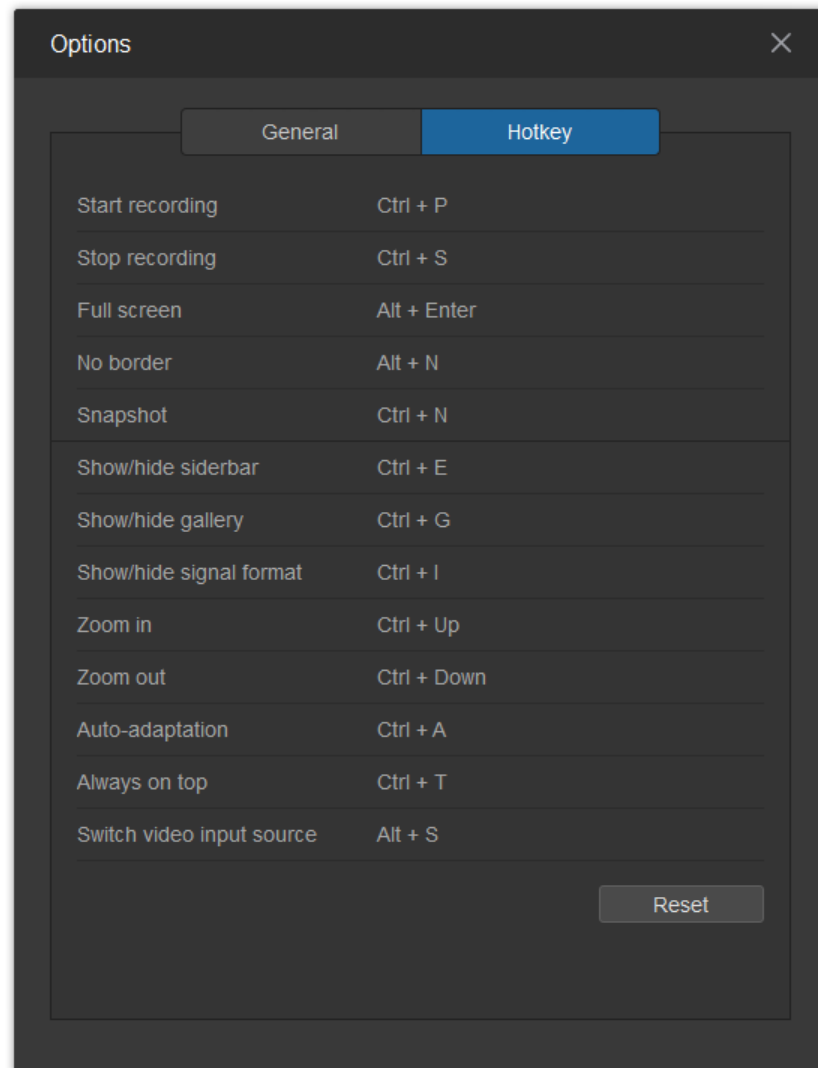 Options
General Hotkey
Start recording Ctrl + P
Stop recording Ctrl + S
Full screen Alt + Enter
No border Alt + N
Snapshot Ctrl + N
Show/hide siderbar Ctrl + E
Show/hide gallery Ctrl + G
Show/hide signal format Ctrl + I
Zoom in Ctrl + Up
Zoom out Ctrl + Down
Auto-adaptation Ctrl + A
Always on top Ctrl + T
Switch video input source Alt + S
Reset